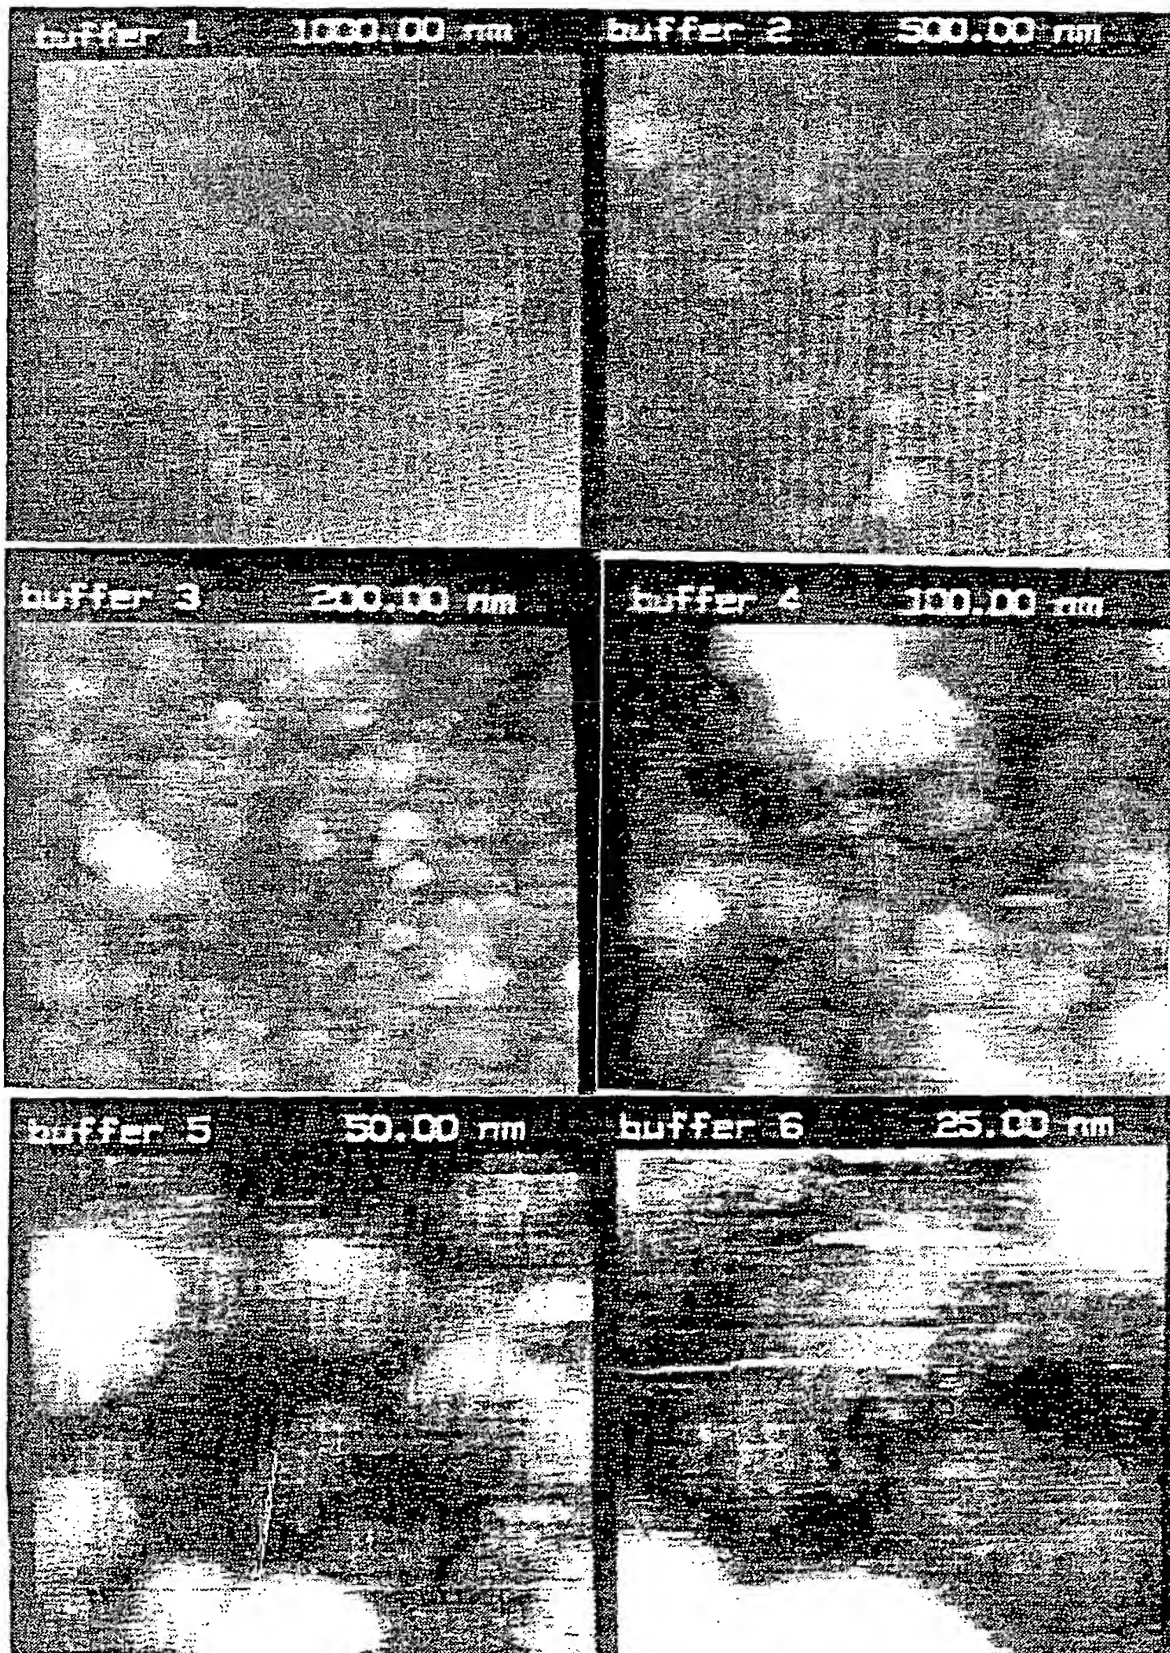 buffer 1 1000.00 nm
buffer 2 500.00 nm
buffer 3 200.00 nm
buffer 4 100.00 nm
buffer 5 50.00 nm
buffer 6 25.00 nm